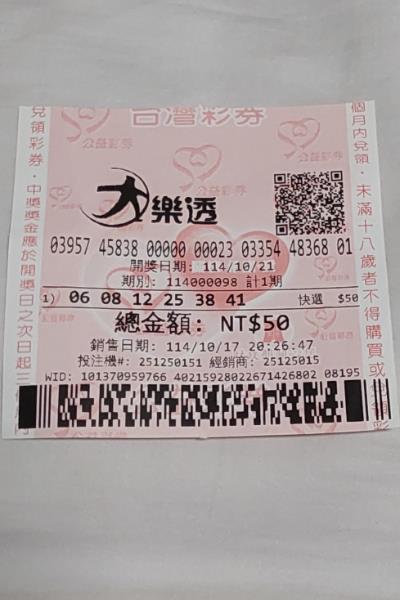 台灣彩券
公益彩券
公益彩券
大樂透
03957 45838 00000 00023 03354 48368 01
開獎日期: 114/10/21
期別: 114000098 計1期
1) 06 08 12 25 38 41 快選 $50
總金額: NT$50
銷售日期: 114/10/17 20:26:47
投注機#: 251250151 經銷商: 25125015
WID: 101370959766 40215928022671426802 08195
兌領彩券‧中獎獎金應於開獎日之次日起三
個月內兌領‧未滿十八歲者不得購買或